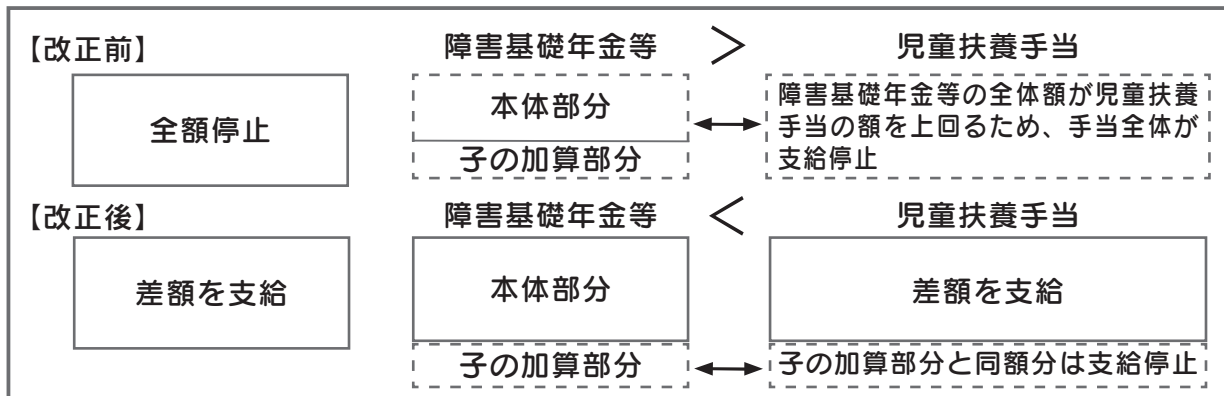 【改正前】
障害基礎年金等 > 児童扶養手当
全額停止
本体部分
子の加算部分
障害基礎年金等の全体額が児童扶養
手当の額を上回るため、手当全体が
支給停止
【改正後】
障害基礎年金等 < 児童扶養手当
差額を支給
本体部分
子の加算部分
差額を支給
子の加算部分と同額分は支給停止